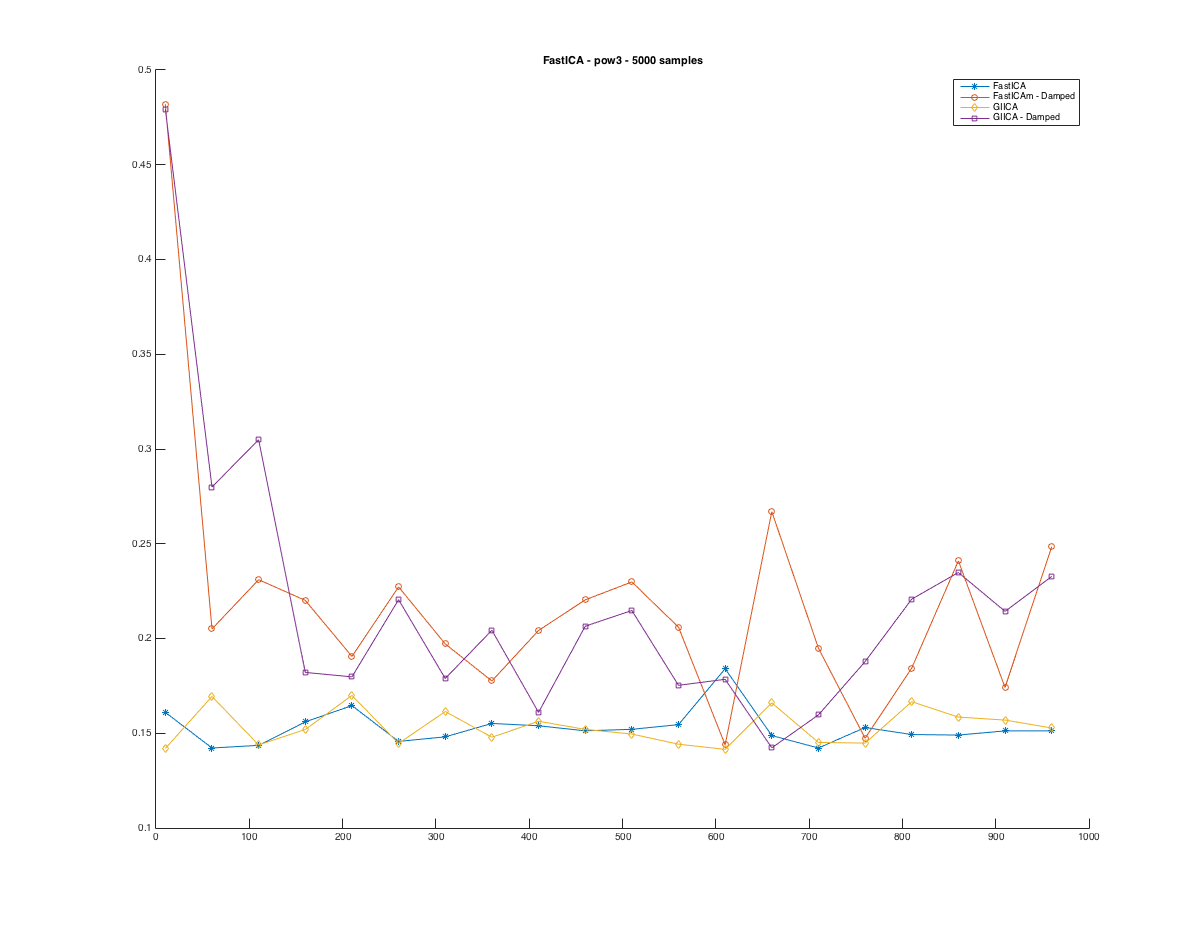 FastICA - pow3 - 5000 samples
FastICA
FastICAm - Damped
GIICA
GIICA - Damped
0.5
0.45
0.4
0.35
0.3
0.25
0.2
0.15
0.1
0 100 200 300 400 500 600 700 800 900 1000